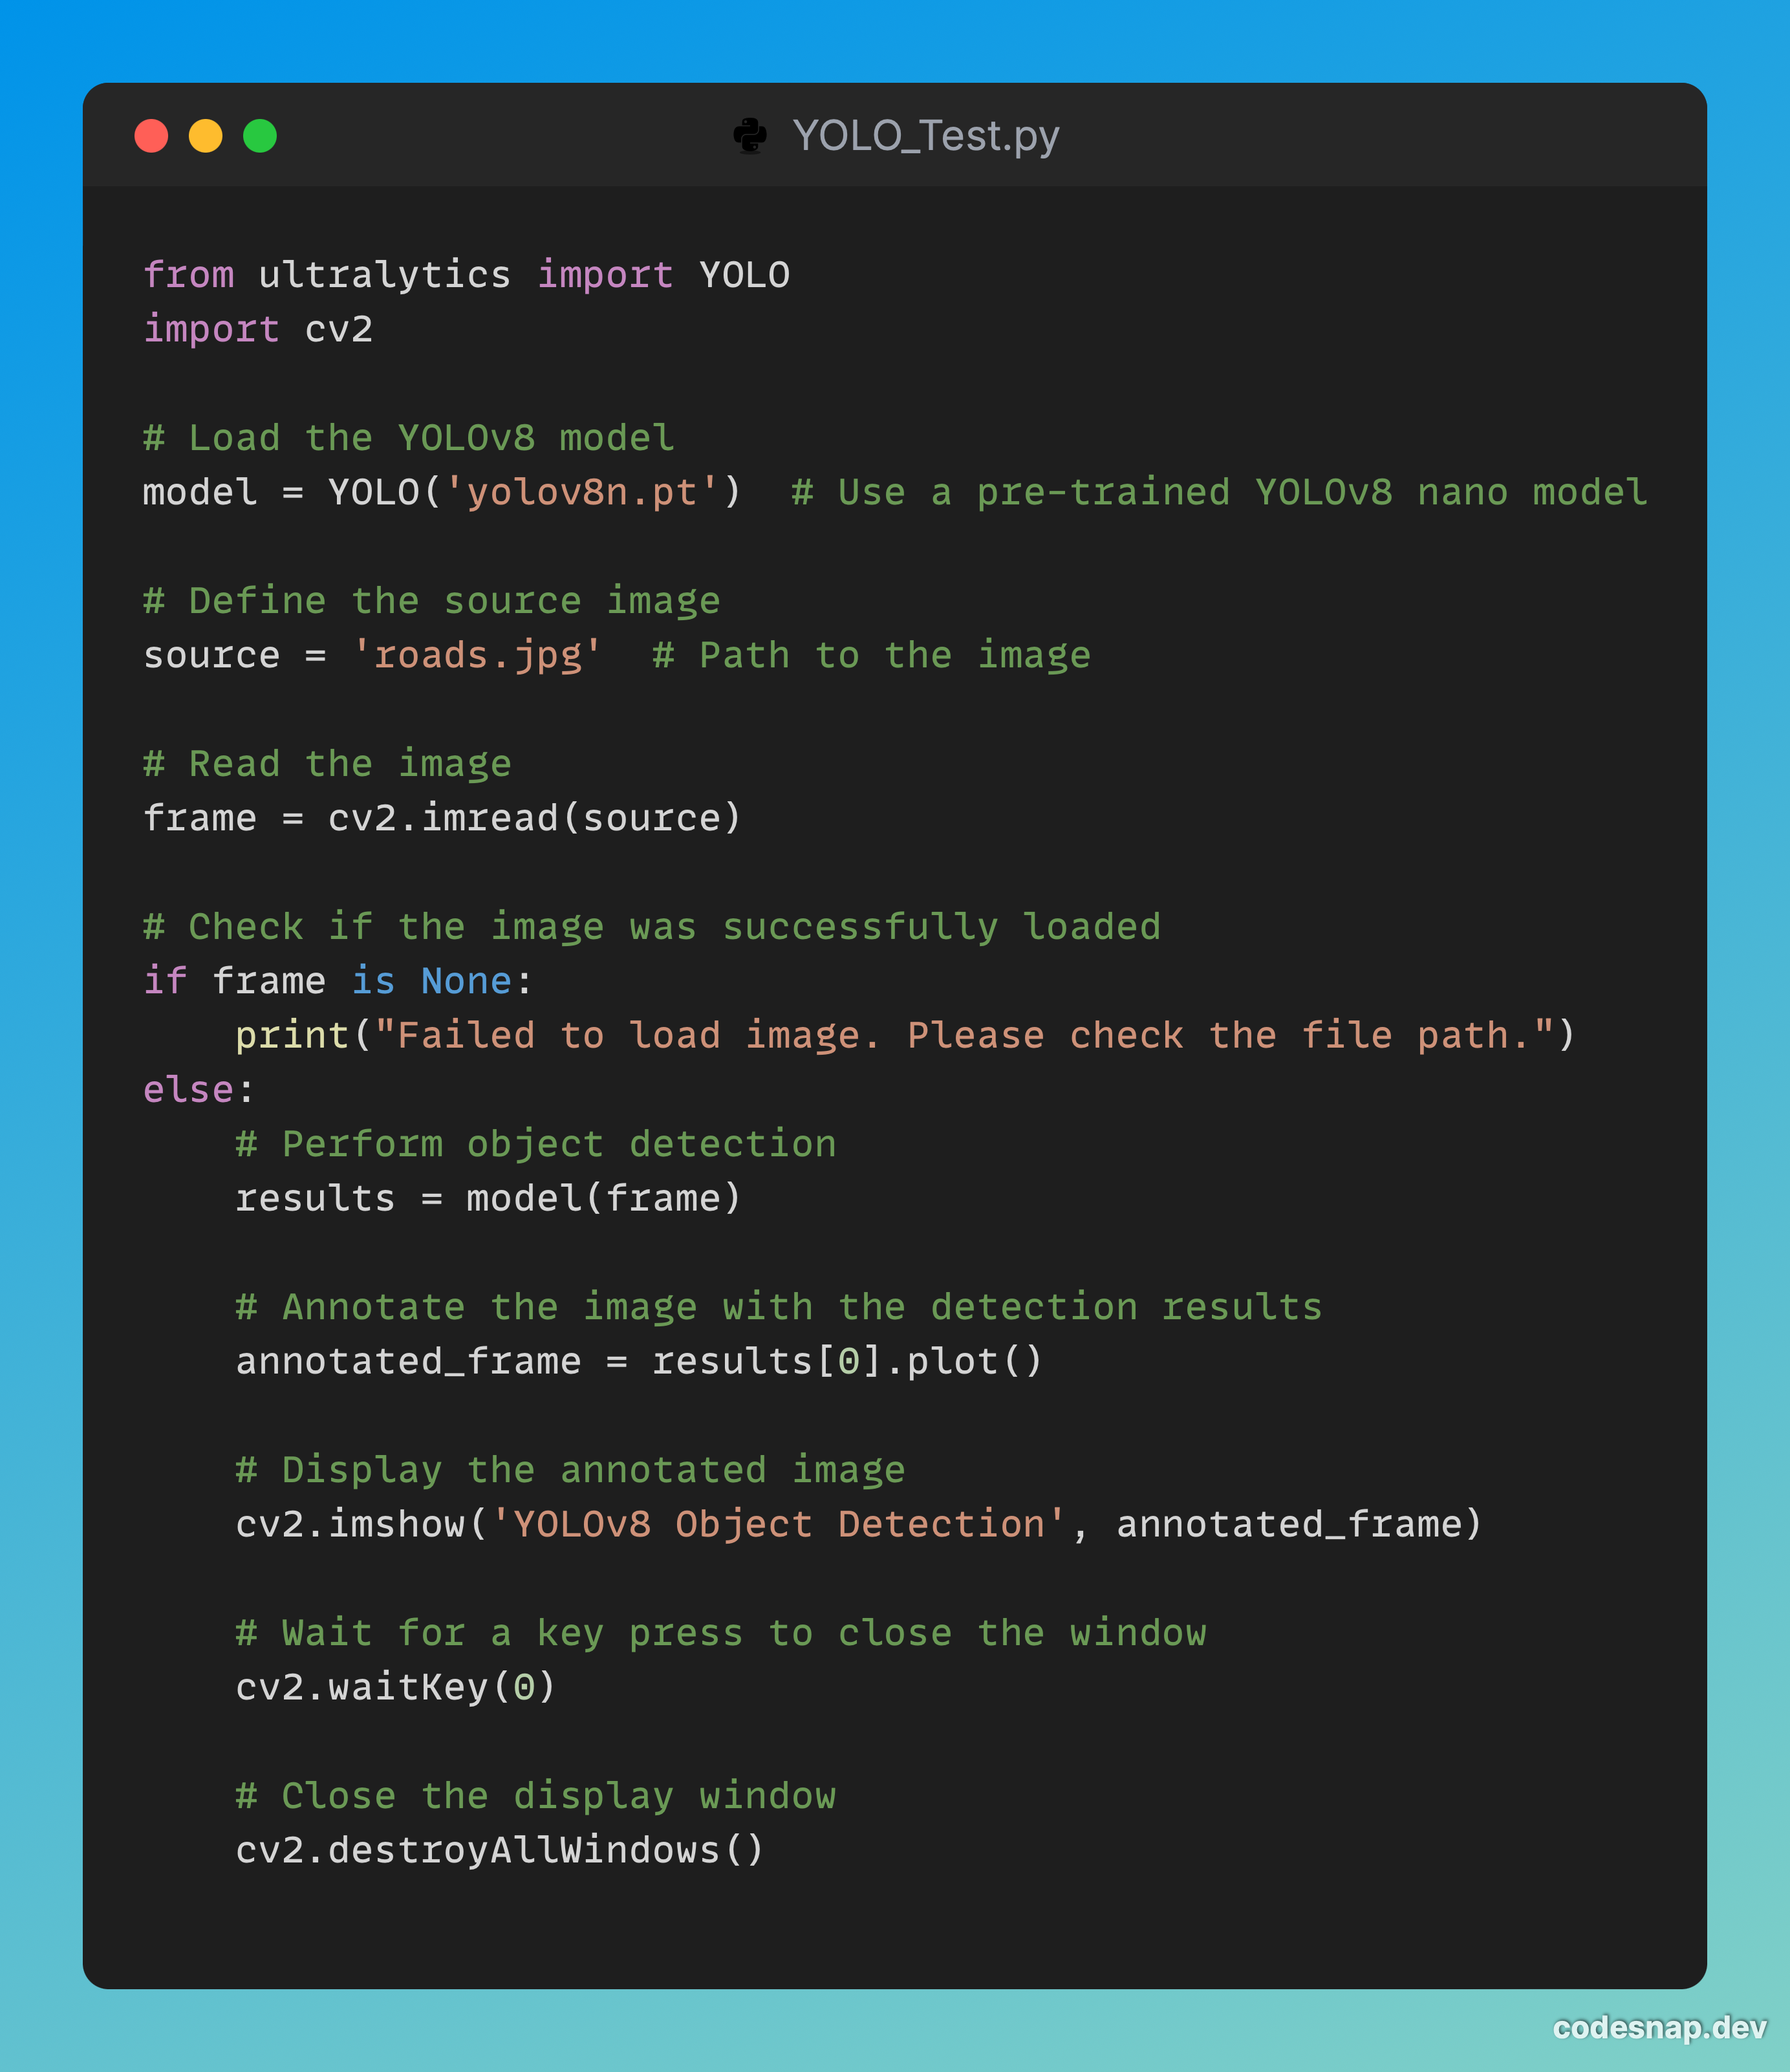 YOLO_Test.py
from ultralytics import YOLO
import cv2
# Load the YOLOv8 model
model = YOLO('yolov8n.pt')  # Use a pre-trained YOLOv8 nano model
# Define the source image
source = 'roads.jpg'  # Path to the image
# Read the image
frame = cv2.imread(source)
# Check if the image was successfully loaded
if frame is None:
    print("Failed to load image. Please check the file path.")
else:
    # Perform object detection
    results = model(frame)
    # Annotate the image with the detection results
    annotated_frame = results[0].plot()
    # Display the annotated image
    cv2.imshow('YOLOv8 Object Detection', annotated_frame)
    # Wait for a key press to close the window
    cv2.waitKey(0)
    # Close the display window
    cv2.destroyAllWindows()
codesnap.dev